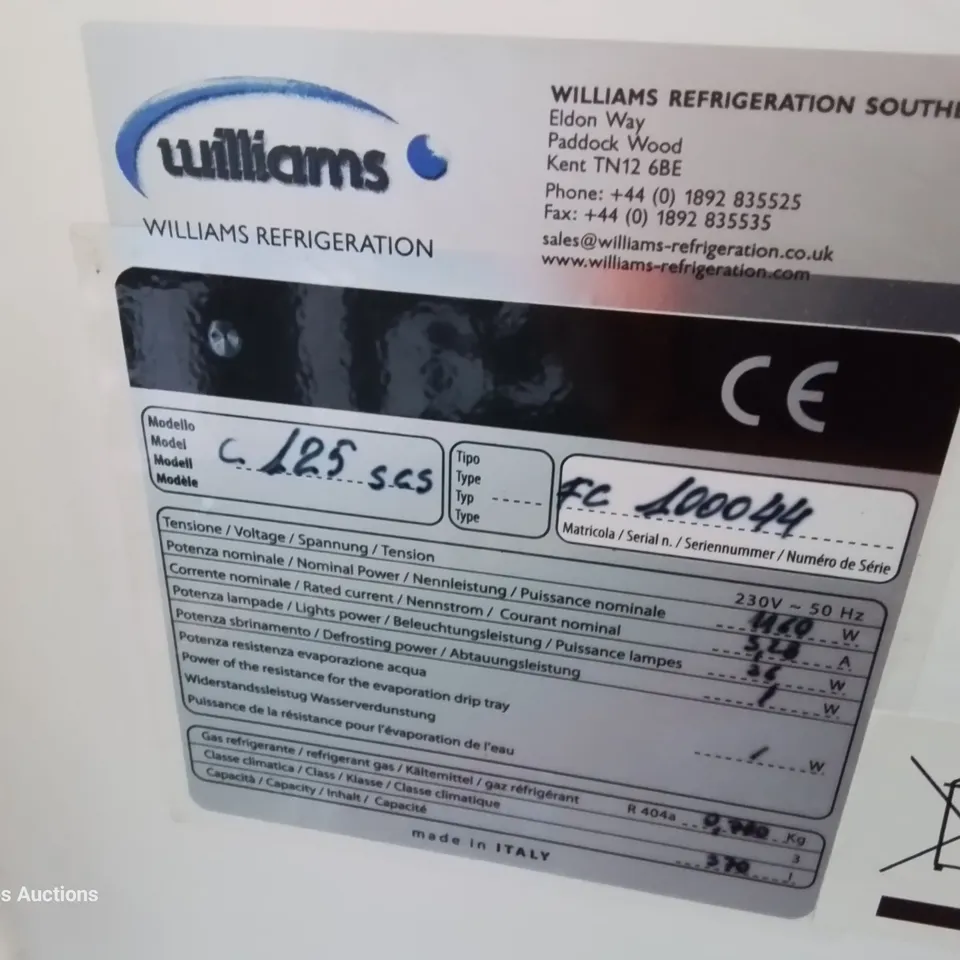 williams
WILLIAMS REFRIGERATION
WILLIAMS REFRIGERATION SOUTHE
Eldon Way
Paddock Wood
Kent TN12 6BE
Phone: +44 (0) 1892 835525
Fax: +44 (0) 1892 835535
sales@williams-refrigeration.co.uk
www.williams-refrigeration.com
CE
Modello
Model
Modell
Modèle
C 125 SCS
Tipo
Type
Typ
Type
FC 100044
Matricola / Serial n. / Seriennummer / Numéro de Série
Tensione / Voltage / Spannung / Tension 230V ~ 50 Hz
Potenza nominale / Nominal Power / Nennleistung / Puissance nominale 1160 W
Corrente nominale / Rated current / Nennstrom / Courant nominal A
Potenza lampade / Lights power / Beleuchtungsleistung / Puissance lampes 36 W
Potenza sbrinamento / Defrosting power / Abtauungsleistung / W
Potenza resistenza evaporazione acqua
Power of the resistance for the evaporation drip tray
Widerstandsleistug Wasserverdunstung
Puissance de la résistance pour l'évaporation de l'eau / W
Gas refrigerante / refrigerant gas / Kältemittel / gaz réfrigérant R 404a Kg
Classe climatica / Class / Klasse / Classe climatique 3
Capacità / Capacity / Inhalt / Capacité 370 l
made in ITALY
s Auctions